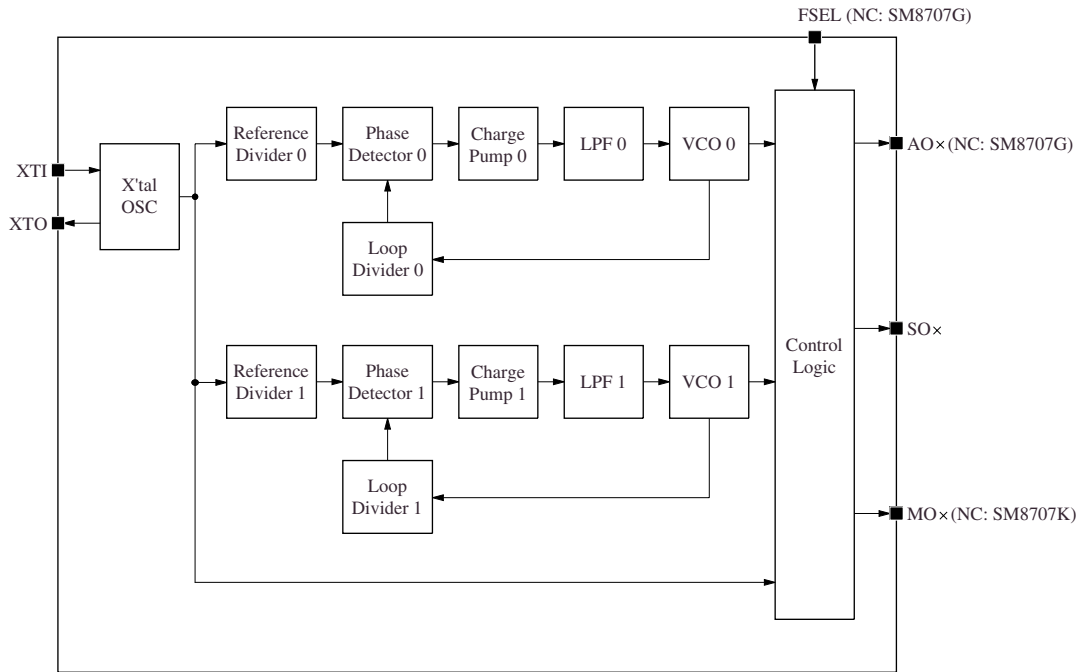 FSEL (NC: SM8707G)
Reference
Divider 0
Phase
Detector 0
Charge
Pump 0
LPF 0
VCO 0
AO× (NC: SM8707G)
XTI
XTO
X'tal
OSC
Loop
Divider 0
SO×
Control
Logic
Reference
Divider 1
Phase
Detector 1
Charge
Pump 1
LPF 1
VCO 1
Loop
Divider 1
MO× (NC: SM8707K)